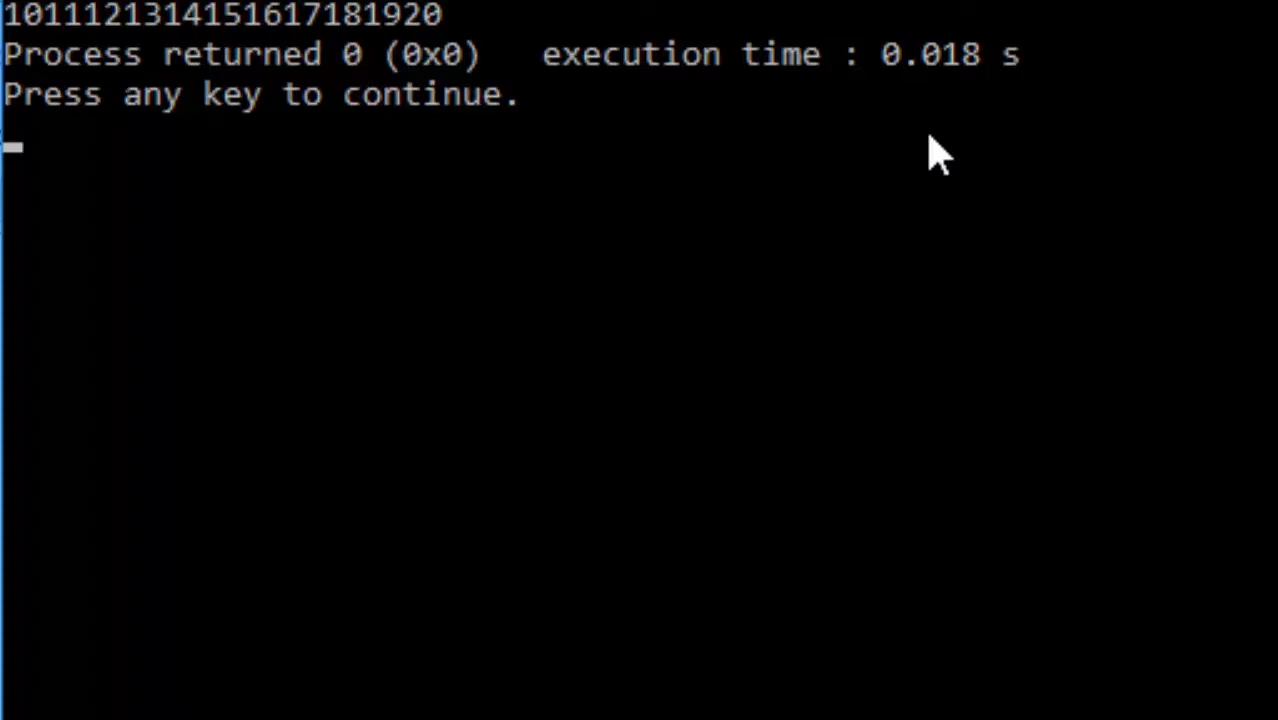 1011121314151617181920
Process returned 0 (0x0)   execution time : 0.018 s
Press any key to continue.